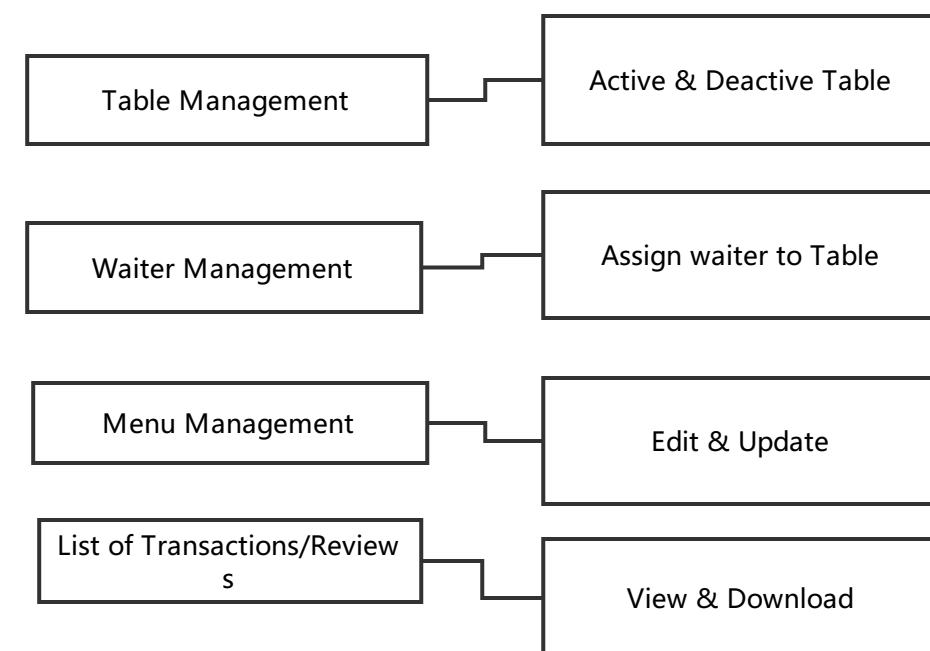 Table Management
Active & Deactive Table
Waiter Management
Assign waiter to Table
Menu Management
Edit & Update
List of Transactions/Review
s
View & Download